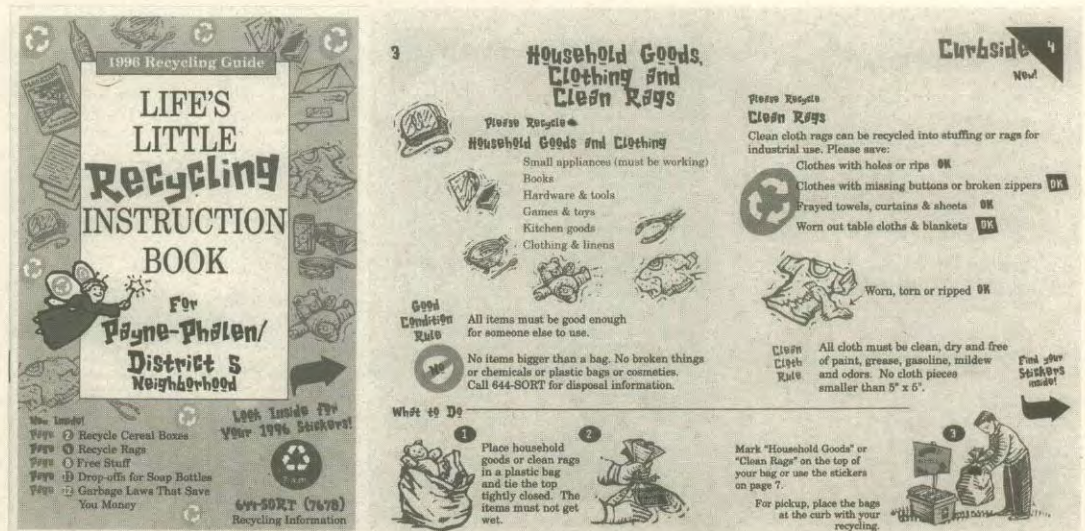 1996 Recycling Guide
LIFE'S
LITTLE
Recycling
INSTRUCTION
BOOK
For
Payne-Phalen/
District 5
Neighborhood
Look Inside For
Your 1996 Stickers!
New Inside!
Page 2 Recycle Cereal Boxes
Page 4 Recycle Rags
Page 8 Free Stuff
Page 11 Drop-offs for Soap Bottles
Page 12 Garbage Laws That Save
You Money
7 a.m.
644-SORT (7678)
Recycling Information
3
Household Goods,
Clothing and
Clean Rags
Please Recycle
Household Goods and Clothing
Small appliances (must be working)
Books
Hardware & tools
Games & toys
Kitchen goods
Clothing & linens
Good
Condition
Rule
All items must be good enough
for someone else to use.
No
No items bigger than a bag. No broken things
or chemicals or plastic bags or cosmetics.
Call 644-SORT for disposal information.
What to Do
1
Place household
goods or clean rags
in a plastic bag
and tie the top
tightly closed. The
items must not get
wet.
2
Curbside 4
New!
Please Recycle
Clean Rags
Clean cloth rags can be recycled into stuffing or rags for
industrial use. Please save:
Clothes with holes or rips OK
Clothes with missing buttons or broken zippers OK
Frayed towels, curtains & sheets OK
Worn out table cloths & blankets OK
Worn, torn or ripped OK
Clean
Cloth
Rule
All cloth must be clean, dry and free
of paint, grease, gasoline, mildew
and odors. No cloth pieces
smaller than 5" x 5".
Find your
Stickers
inside!
Mark "Household Goods" or
"Clean Rags" on the top of
your bag or use the stickers
on page 7.
For pickup, place the bags
at the curb with your
recycling.
3